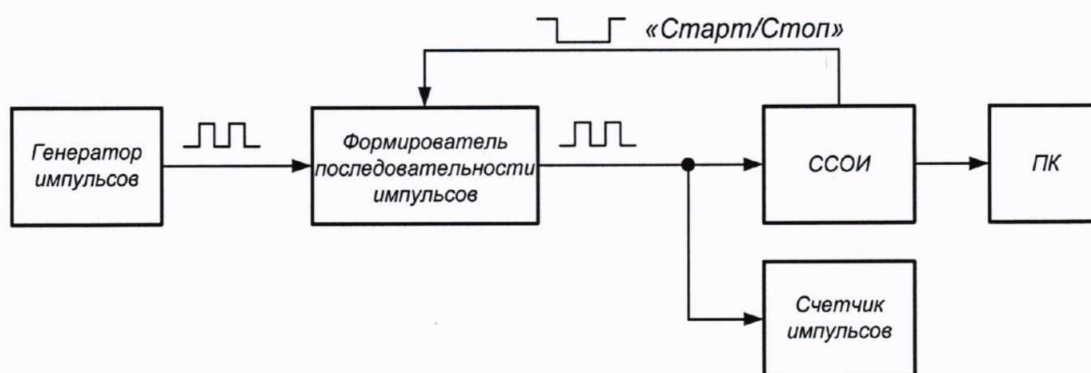 «Старт/Стоп»
Генератор
импульсов
Формирователь
последовательности
импульсов
ССОИ
ПК
Счетчик
импульсов